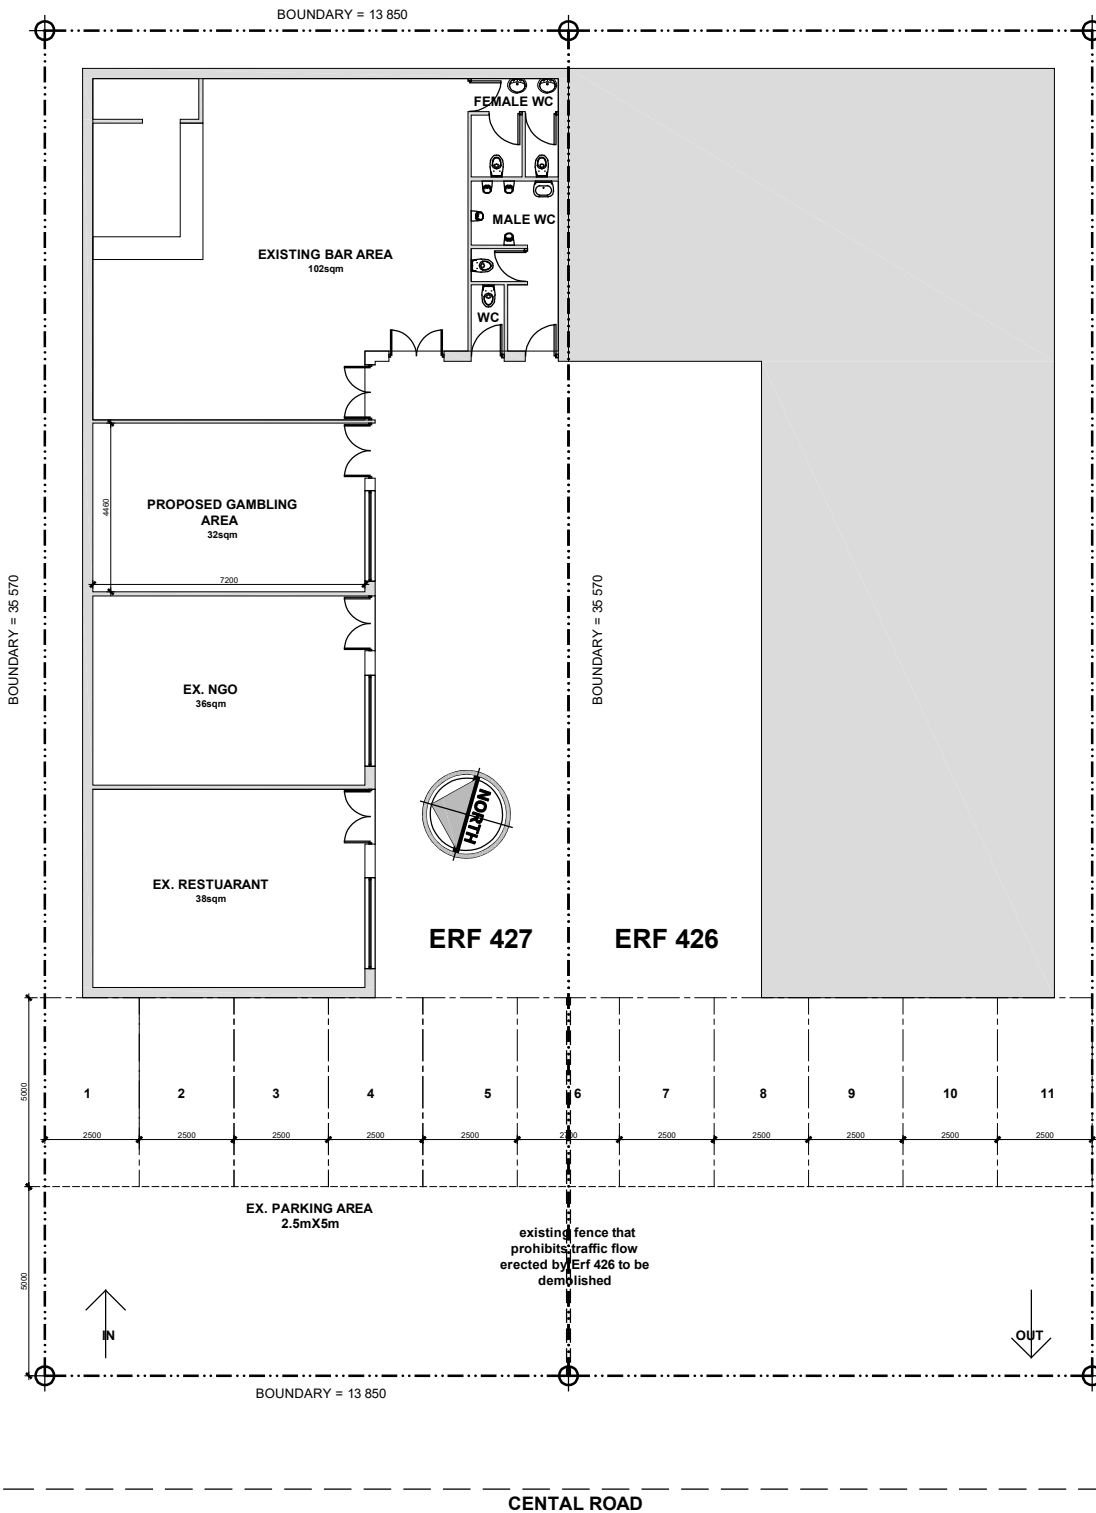 BOUNDARY = 13 850
FEMALE WC
MALE WC
EXISTING BAR AREA
102sqm
WC
4460
PROPOSED GAMBLING
AREA
32sqm
7200
BOUNDARY = 35 570
BOUNDARY = 35 570
EX. NGO
36sqm
NORTH
EX. RESTUARANT
38sqm
ERF 427
ERF 426
5000
1 2 3 4 5 6 7 8 9 10 11
2500 2500 2500 2500 2500 2500 2500 2500 2500 2500
EX. PARKING AREA
2.5mX5m
existing fence that
prohibits traffic flow
erected by Erf 426 to be
demolished
5000
IN
OUT
BOUNDARY = 13 850
CENTAL ROAD